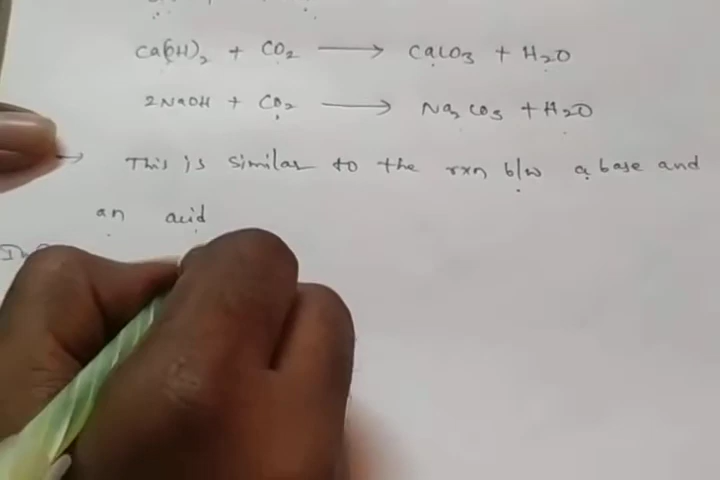 Ca(OH)₂ + CO₂ ⟶ CaCO₃ + H₂O
2NaOH + CO₂ ⟶ Na₂CO₃ + H₂O
→ This is similar to the rxn b/w a base and
an acid